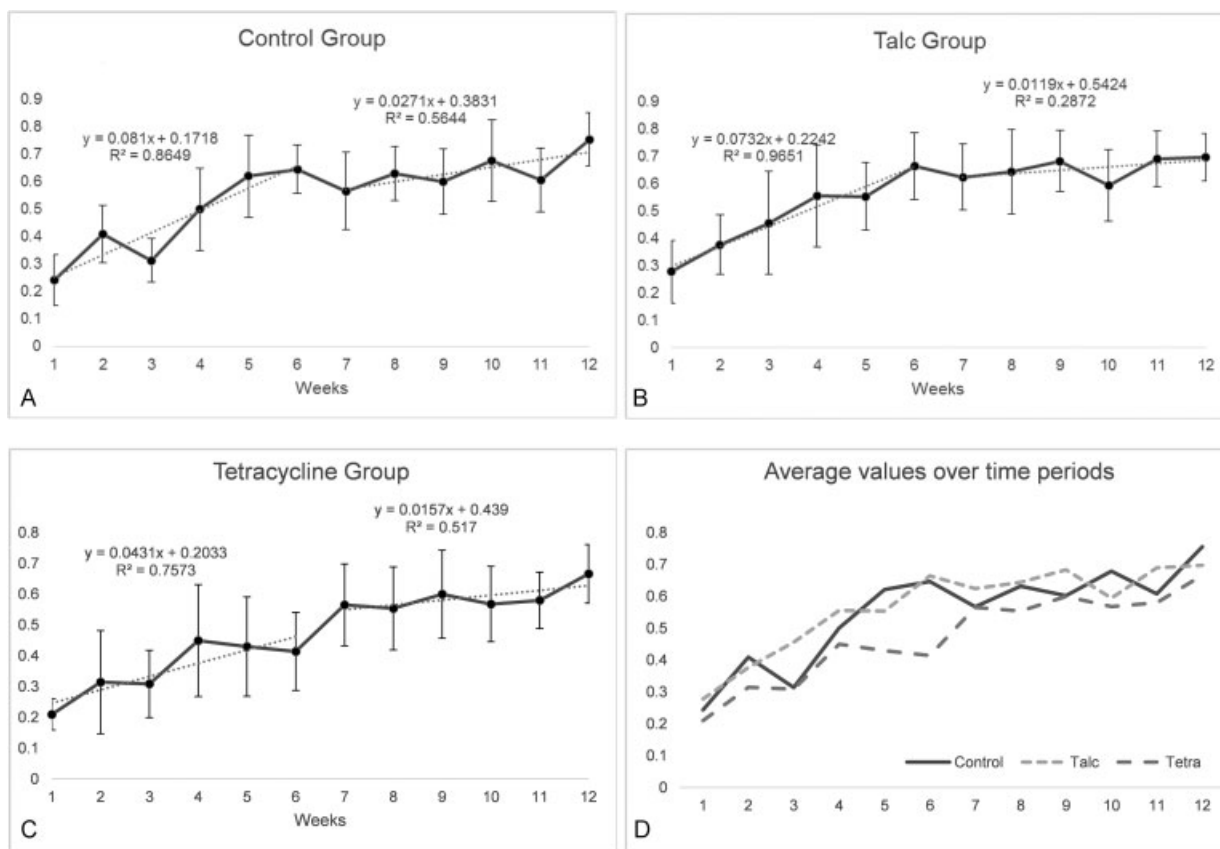 Control Group
y = 0.0271x + 0.3831
R² = 0.5644
y = 0.081x + 0.1718
R² = 0.8649
0.9
0.8
0.7
0.6
0.5
0.4
0.3
0.2
0.1
0
1 2 3 4 5 6 7 8 9 10 11 12
Weeks
A
Talc Group
y = 0.0119x + 0.5424
R² = 0.2872
y = 0.0732x + 0.2242
R² = 0.9651
0.9
0.8
0.7
0.6
0.5
0.4
0.3
0.2
0.1
0
1 2 3 4 5 6 7 8 9 10 11 12
Weeks
B
Tetracycline Group
y = 0.0157x + 0.439
R² = 0.517
y = 0.0431x + 0.2033
R² = 0.7573
0.8
0.7
0.6
0.5
0.4
0.3
0.2
0.1
0
1 2 3 4 5 6 7 8 9 10 11 12
Weeks
C
Average values over time periods
0.8
0.7
0.6
0.5
0.4
0.3
0.2
0.1
0
Control Talc Tetra
1 2 3 4 5 6 7 8 9 10 11 12
D